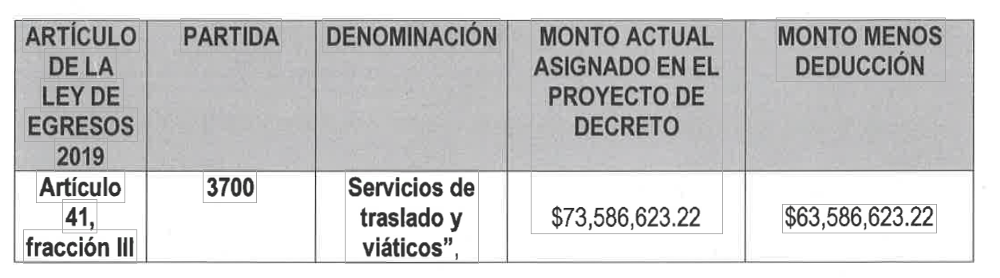 ARTÍCULO DE LA LEY DE EGRESOS 2019
PARTIDA
DENOMINACIÓN
MONTO ACTUAL ASIGNADO EN EL PROYECTO DE DECRETO
MONTO MENOS DEDUCCIÓN
Artículo 41, fracción III
3700
Servicios de traslado y viáticos”,
$73,586,623.22
$63,586,623.22